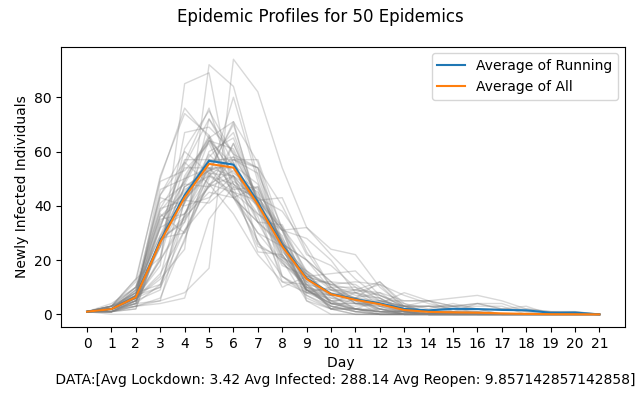 Epidemic Profiles for 50 Epidemics
Average of Running
Average of All
Newly Infected Individuals
80
60
40
20
0
0 1 2 3 4 5 6 7 8 9 10 11 12 13 14 15 16 17 18 19 20 21
Day
DATA:[Avg Lockdown: 3.42 Avg Infected: 288.14 Avg Reopen: 9.857142857142858]